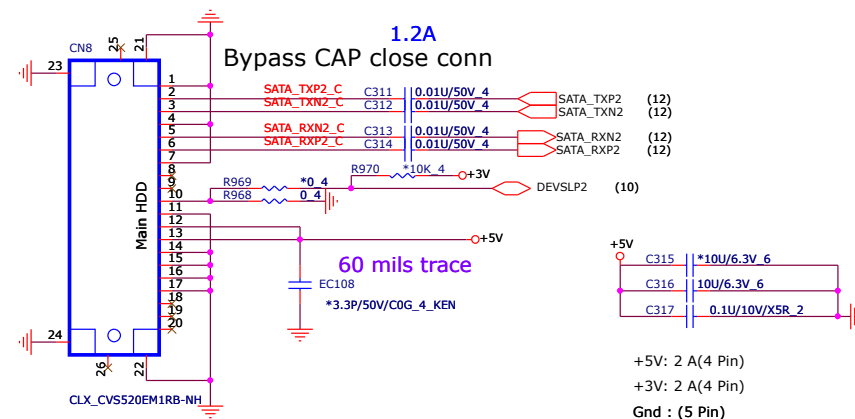 1.2A
Bypass CAP close conn
CN8
25
21
23
1
2
3
4
5
6
7
8
9
10
11
12
13
14
15
16
17
18
19
20
Main HDD
24
26
22
CLX_CVS520EM1RB-NH
SATA_TXP2_C
C311
0.01U/50V_4
SATA_TXP2
(12)
SATA_TXN2_C
C312
0.01U/50V_4
SATA_TXN2
(12)
SATA_RXN2_C
C313
0.01U/50V_4
SATA_RXN2
(12)
SATA_RXP2_C
C314
0.01U/50V_4
SATA_RXP2
(12)
R970
*10K_4
+3V
R969
*0_4
DEVSLP2
(10)
R968
0_4
+5V
60 mils trace
EC108
*3.3P/50V/C0G_4_KEN
+5V
C315
*10U/6.3V_6
C316
10U/6.3V_6
C317
0.1U/10V/X5R_2
+5V: 2 A(4 Pin)
+3V: 2 A(4 Pin)
Gnd : (5 Pin)